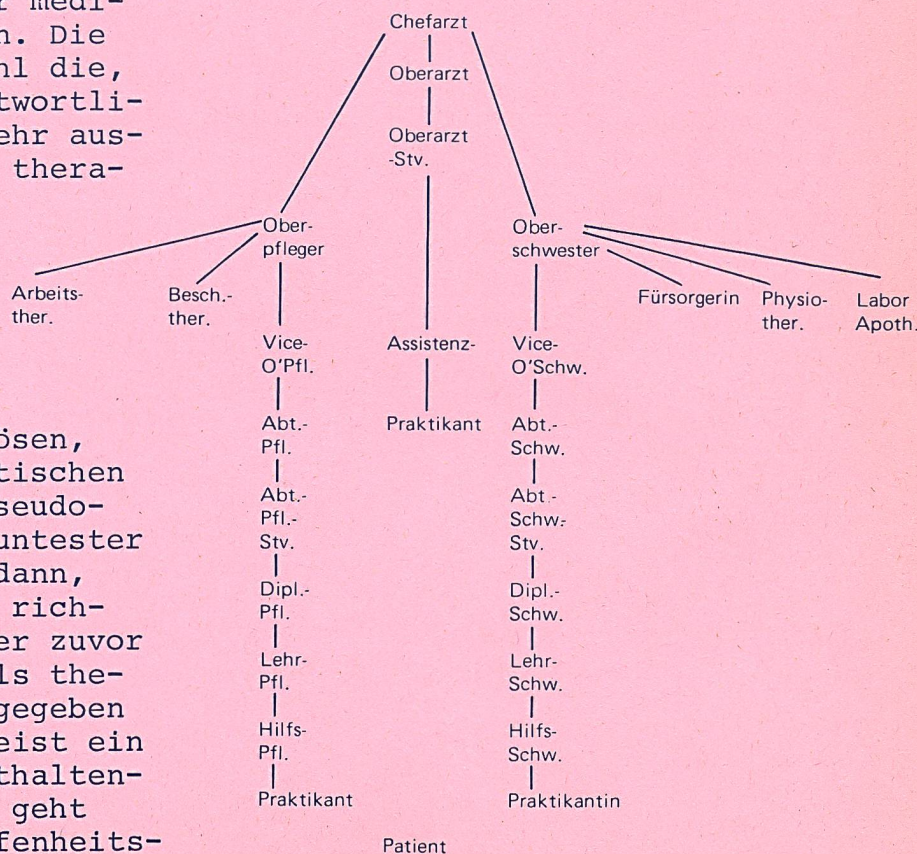 r medi-
n. Die
hl die,
twortli-
ehr aus-
thera-
ösen,
tischen
seudo-
untester
dann,
rich-
er zuvor
ls the-
gegeben
eist ein
thalten-
geht
fenheits-
Chefarzt
Oberarzt
Oberarzt
-Stv.
Ober-
pfleger
Ober-
schwester
Arbeits-
ther.
Besch.-
ther.
Fürsorgerin
Physio-
ther.
Labor
Apoth.
Vice-
O'Pfl.
Abt.-
Pfl.
Abt.-
Pfl.-
Stv.
Dipl.-
Pfl.
Lehr-
Pfl.
Hilfs-
Pfl.
Praktikant
Assistenz-
Praktikant
Vice-
O'Schw.
Abt.-
Schw.
Abt.-
Schw.-
Stv.
Dipl.-
Schw.
Lehr-
Schw.
Hilfs-
Schw.
Praktikantin
Patient